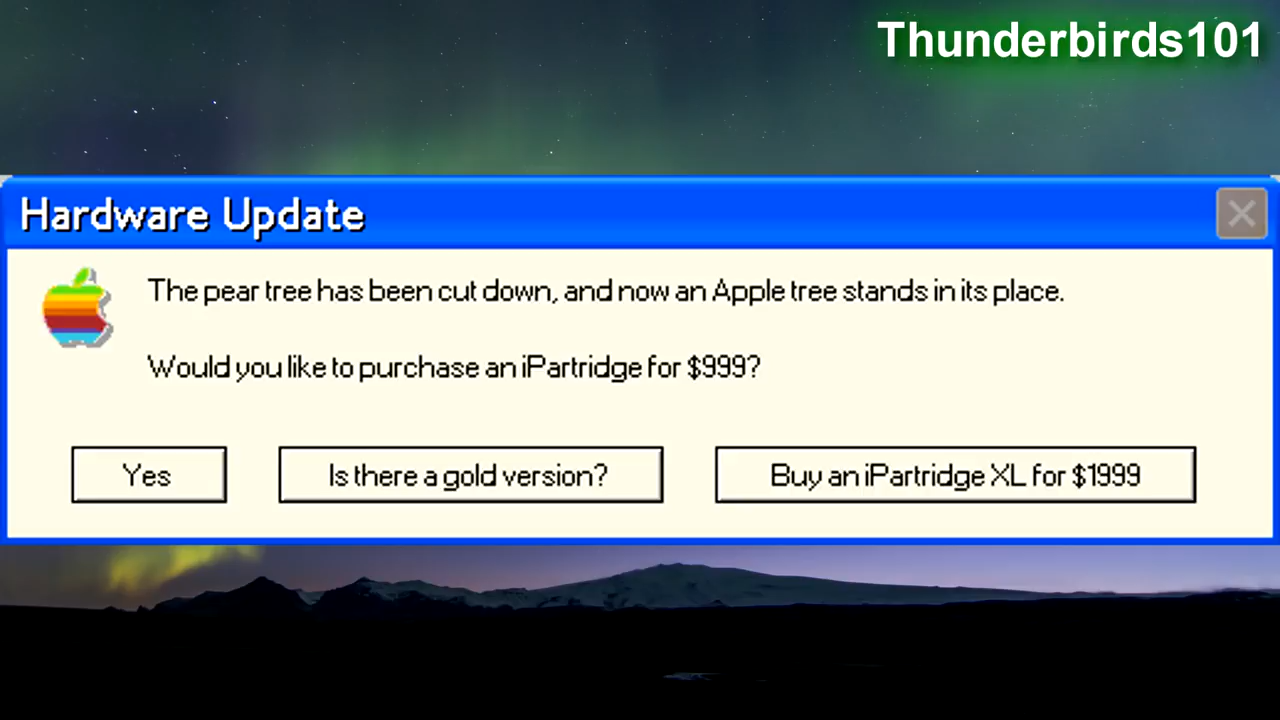 Thunderbirds101
Hardware Update
The pear tree has been cut down, and now an Apple tree stands in its place.
Would you like to purchase an iPartridge for $999?
Yes
Is there a gold version?
Buy an iPartridge XL for $1999